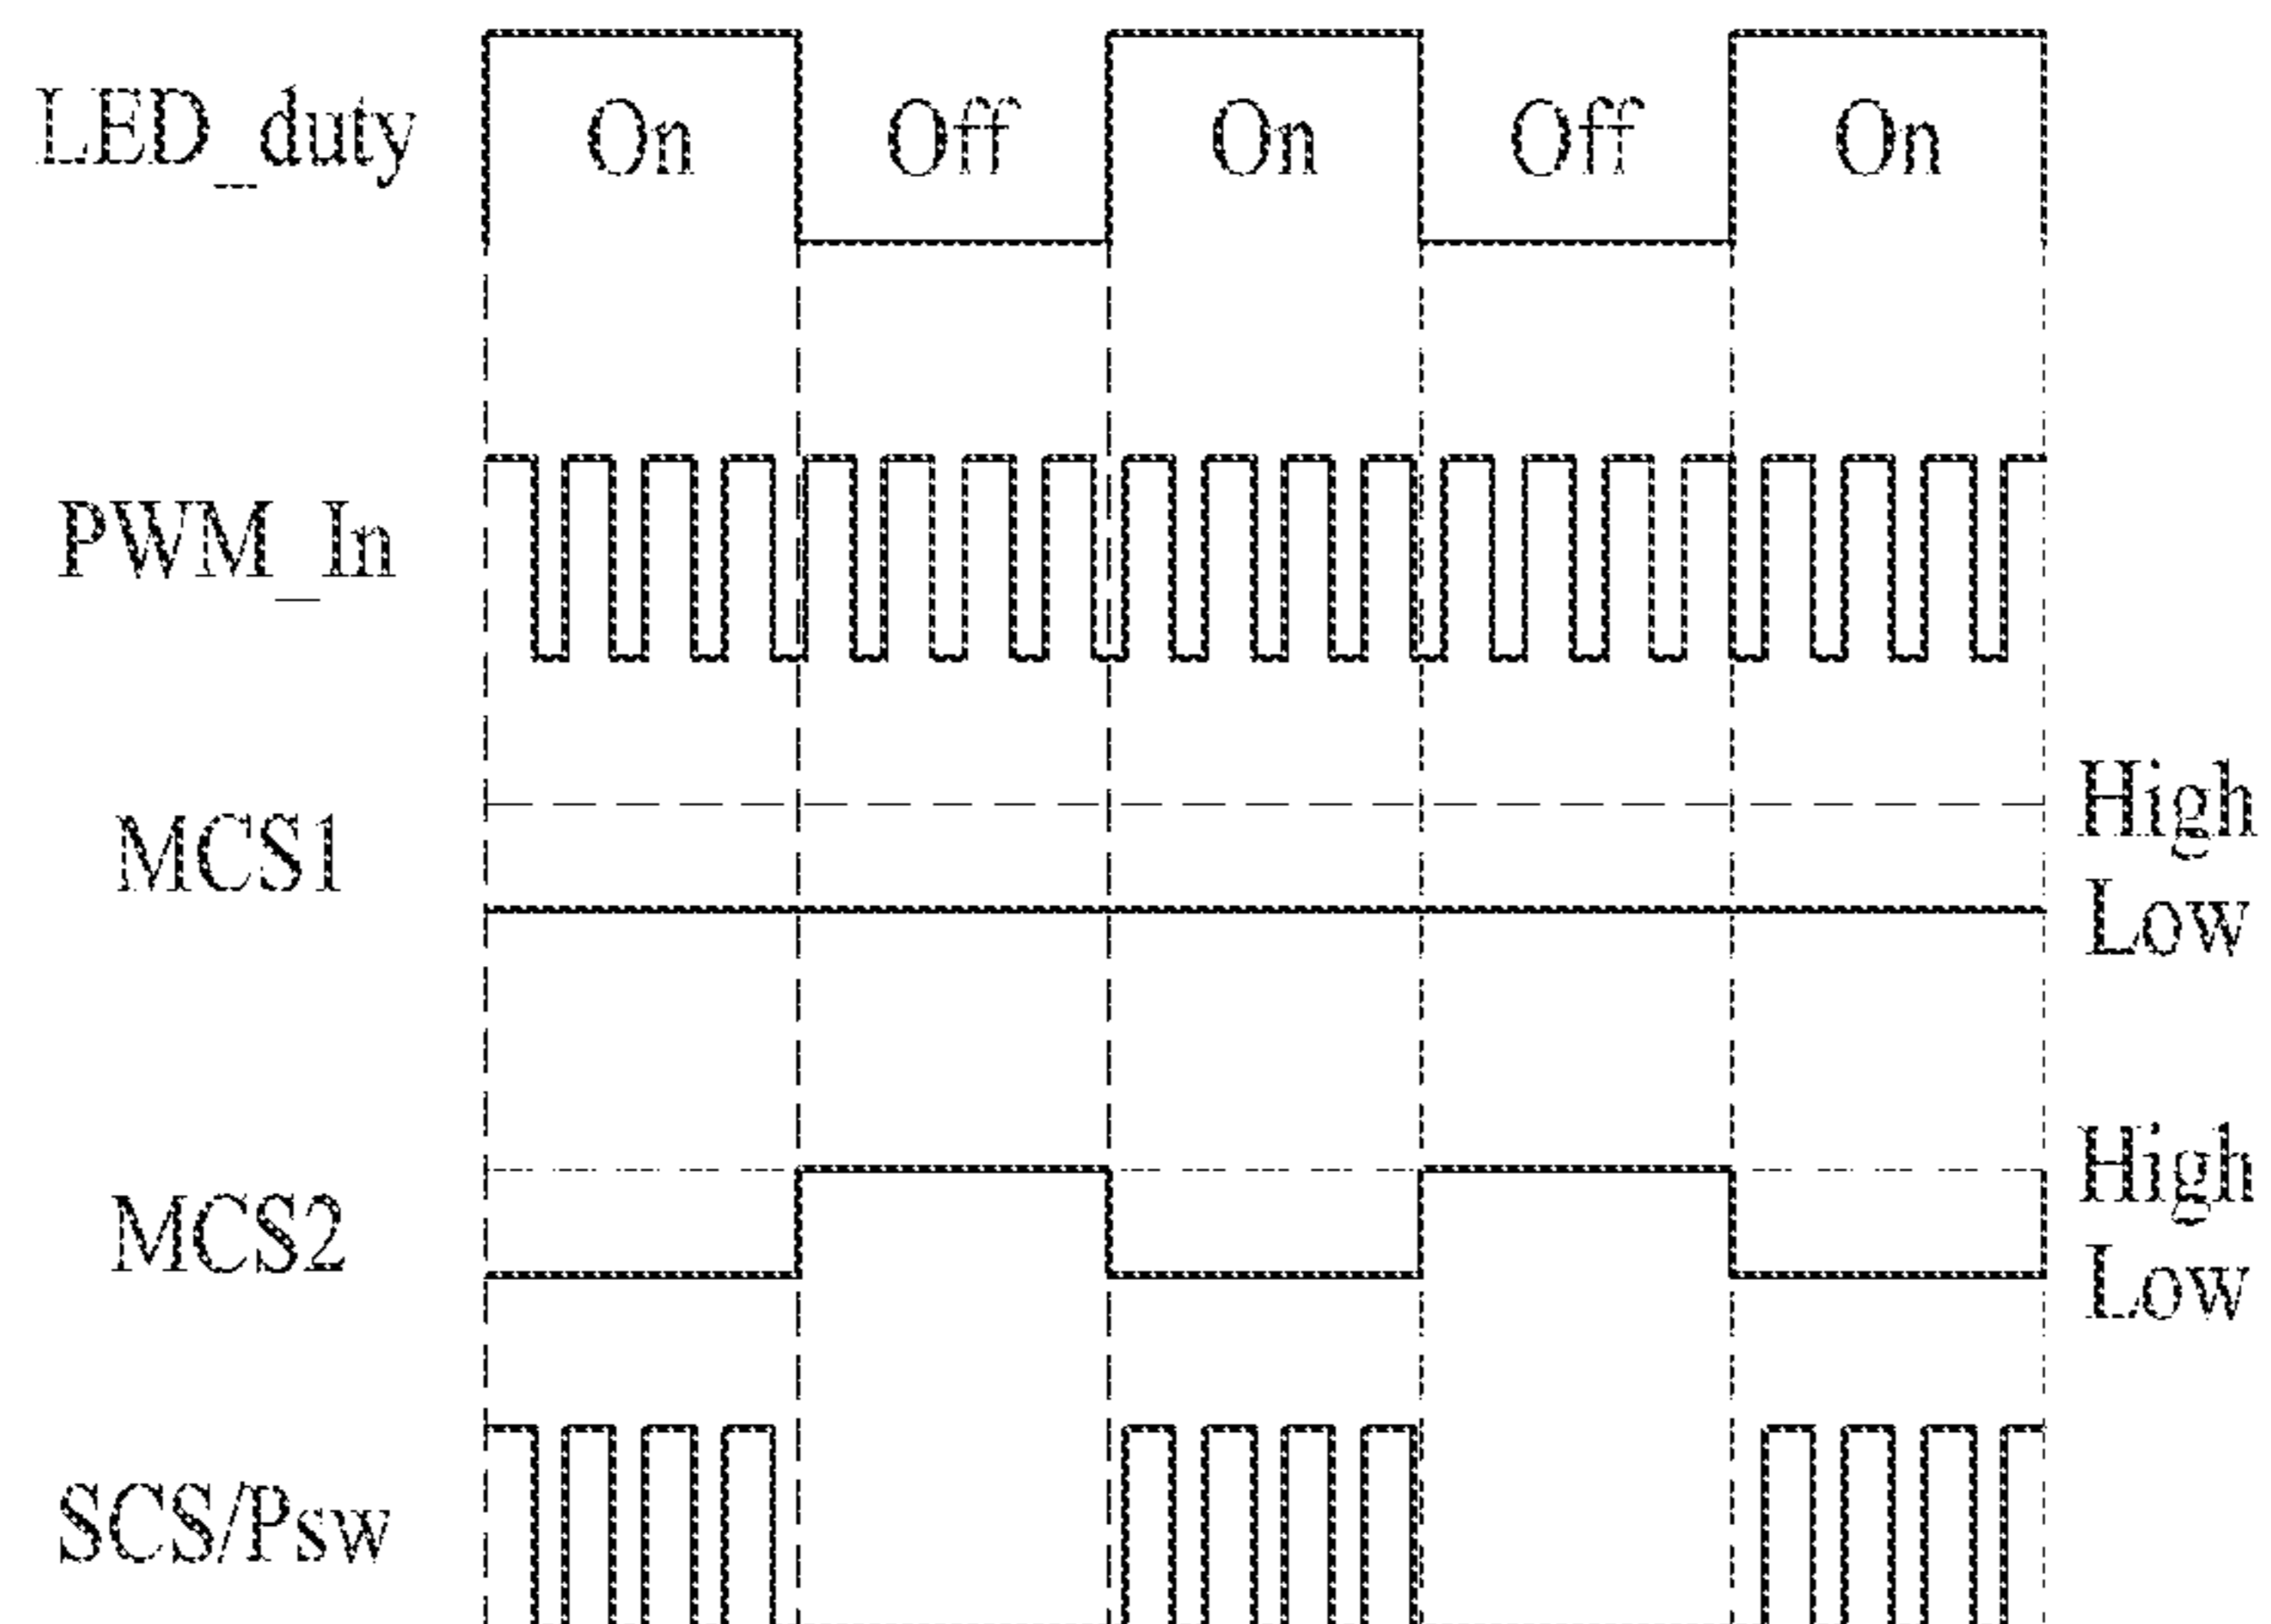 LED_duty On Off On Off On
PWM_In
MCS1 High
Low
MCS2 High
Low
SCS/Psw